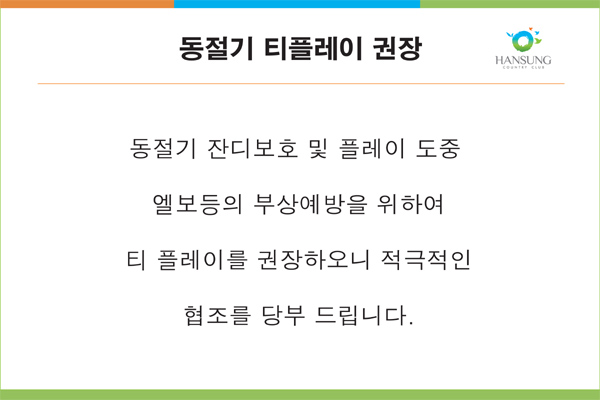 동절기 티플레이 권장
HANSUNG
COUNTRY CLUB
동절기 잔디보호 및 플레이 도중
엘보등의 부상예방을 위하여
티 플레이를 권장하오니 적극적인
협조를 당부 드립니다.